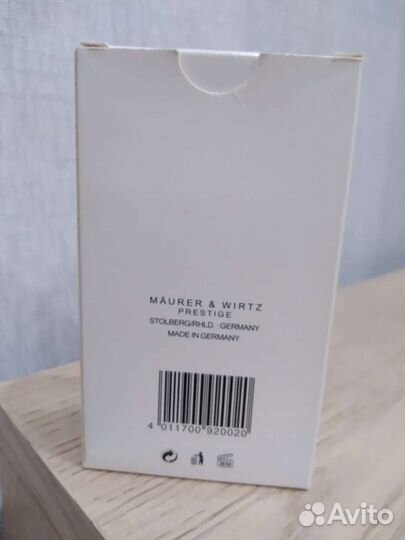 MÄURER & WIRTZ
PRESTIGE
STOLBERG/RHLD. · GERMANY
MADE IN GERMANY
4 011700 920020
Avito